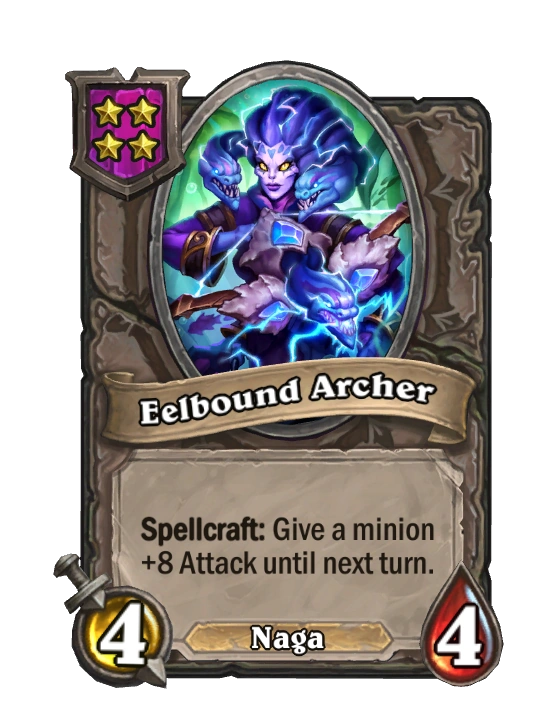 Eelbound Archer
Spellcraft: Give a minion
+8 Attack until next turn.
4
Naga
4